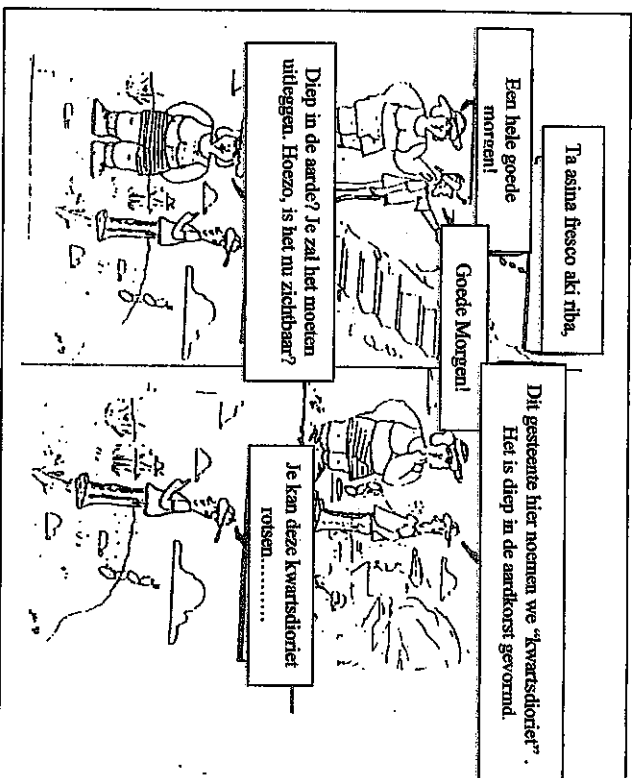 Ta asina fresco aki riba,
Een hele goede
morgen!
Goede Morgen!
Dit gesteente hier noemen we “kwartsdioriet” .
Het is diep in de aardkorst gevormd.
Diep in de aarde? Je zal het moeten
uitleggen. Hoezo, is het nu zichtbaar?
Je kan deze kwartsdioriet
rotsen..........